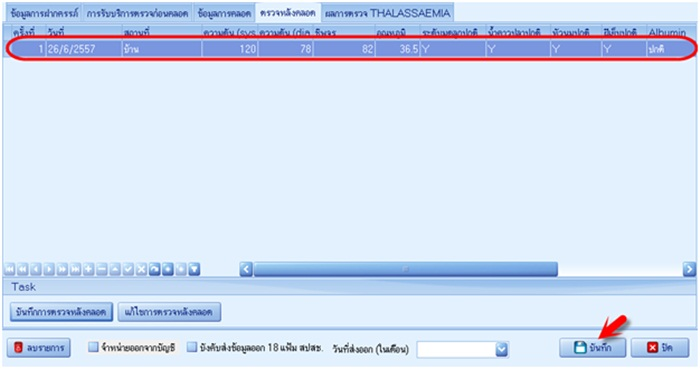 ข้อมูลการฝากครรภ์ การรับบริการตรวจก่อนคลอด ข้อมูลการคลอด ตรวจหลังคลอด ผลการตรวจ THALASSAEMIA
ครั้งที่ วันที่ สถานที่ ความดัน (sys ความดัน (dia ชีพจร อุณหภูมิ ระดับมดลูกปกติ น้ำคาวปลาปกติ หัวนมปกติ ฝีเย็บปกติ Albumin
1 26/6/2557 บ้าน 120 78 82 36.5 Y Y Y Y ปกติ
Task
บันทึกการตรวจหลังคลอด แก้ไขการตรวจหลังคลอด
ลบรายการ จำหน่ายออกจากบัญชี บังคับส่งข้อมูลออก 18 แฟ้ม สปสช. วันที่ส่งออก (ในเดือน) บันทึก ปิด